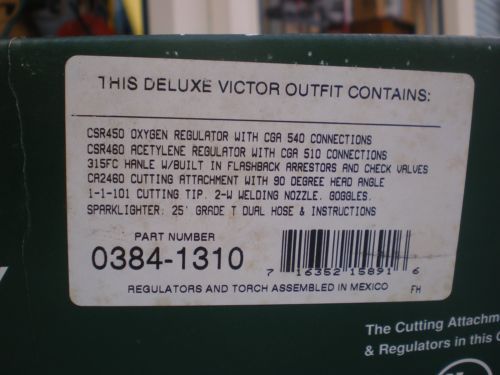 THIS DELUXE VICTOR OUTFIT CONTAINS:
CSR450 OXYGEN REGULATOR WITH CGA 540 CONNECTIONS
CSR460 ACETYLENE REGULATOR WITH CGA 510 CONNECTIONS
315FC HANLE W/BUILT IN FLASHBACK ARRESTORS AND CHECK VALVES
CA2460 CUTTING ATTACHMENT WITH 90 DEGREE HEAD ANGLE
1-1-101 CUTTING TIP. 2-W WELDING NOZZLE. GOGGLES.
SPARKLIGHTER: 25' GRADE T DUAL HOSE & INSTRUCTIONS
PART NUMBER
0384-1310
7 16352 15891 6
REGULATORS AND TORCH ASSEMBLED IN MEXICO FH
The Cutting Attachm
& Regulators in this